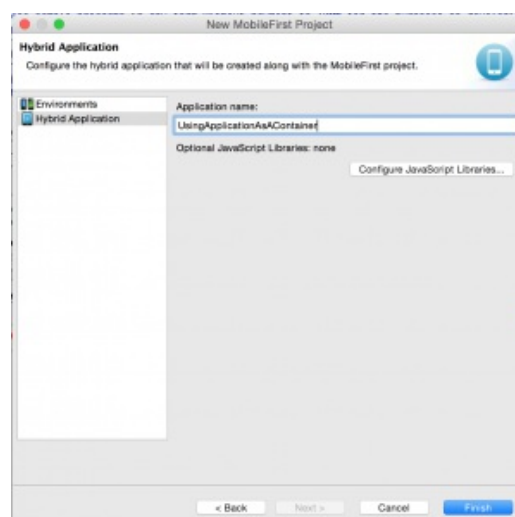 New MobileFirst Project
Hybrid Application
Configure the hybrid application that will be created along with the MobileFirst project.
Environments
Hybrid Application
Application name:
UsingApplicationAsAContainer
Optional JavaScript Libraries: none
Configure JavaScript Libraries...
< Back
Next >
Cancel
Finish